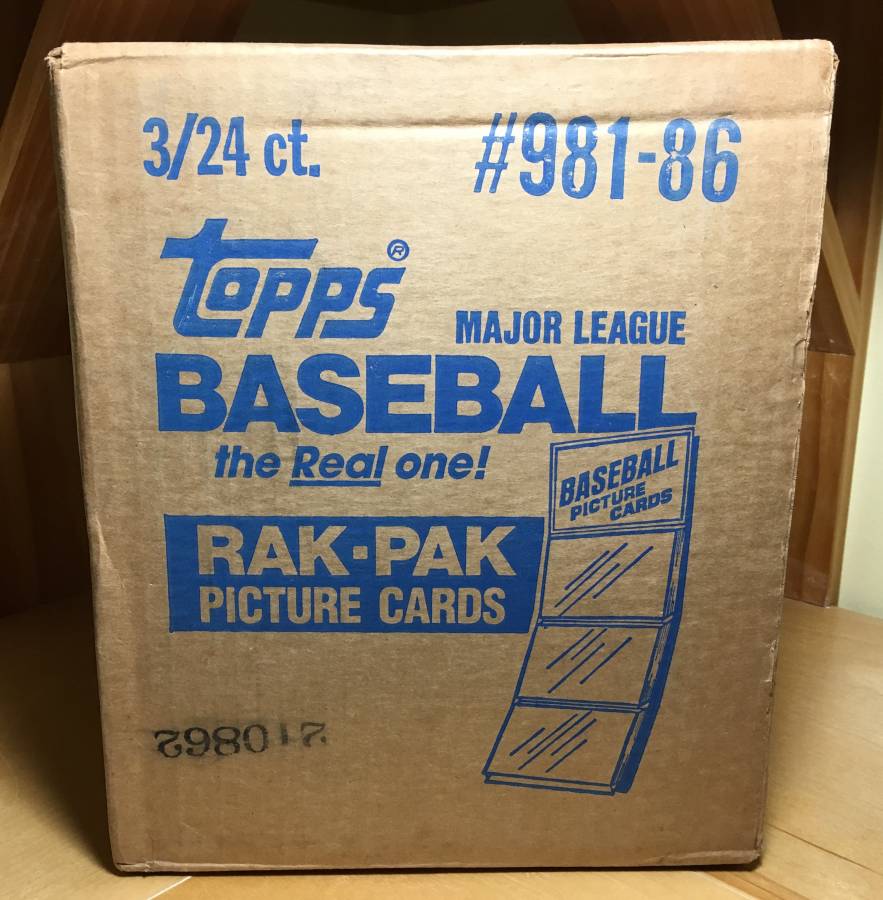 3/24 ct. #981-86
Topps®
MAJOR LEAGUE
BASEBALL
the Real one!
RAK-PAK
PICTURE CARDS
BASEBALL
PICTURE
CARDS